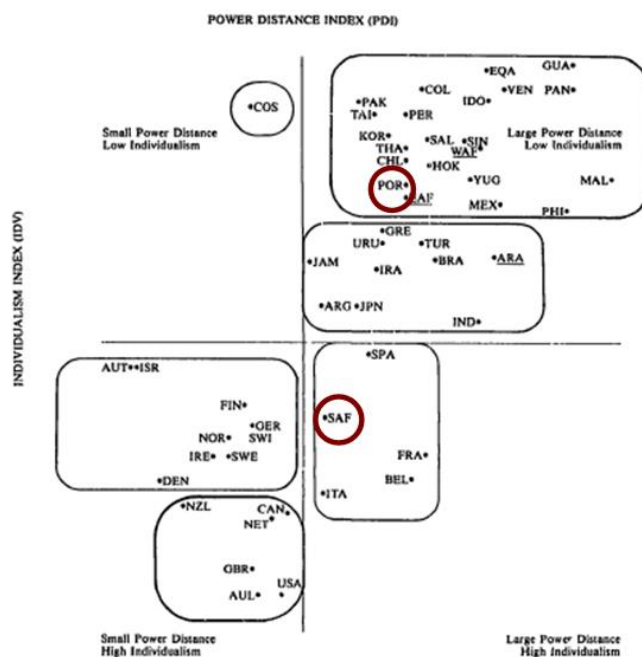 POWER DISTANCE INDEX (PDI)
INDIVIDUALISM INDEX (IDV)
Small Power Distance
Low Individualism
COS
Large Power Distance
Low Individualism
GUA
EQA
COL
VEN
PAN
PAK
IDO
TAI
PER
KOR
SAL
SIN
THA
WAF
CHL
HOK
POR
YUG
MAL
EAF
MEX
PHI
GRE
URU
TUR
JAM
IRA
BRA
ARA
ARG
JPN
IND
SPA
AUT
ISR
FIN
SAF
GER
NOR
SWI
IRE
SWE
FRA
DEN
BEL
ITA
NZL
CAN
NET
GBR
USA
AUL
Small Power Distance
High Individualism
Large Power Distance
High Individualism